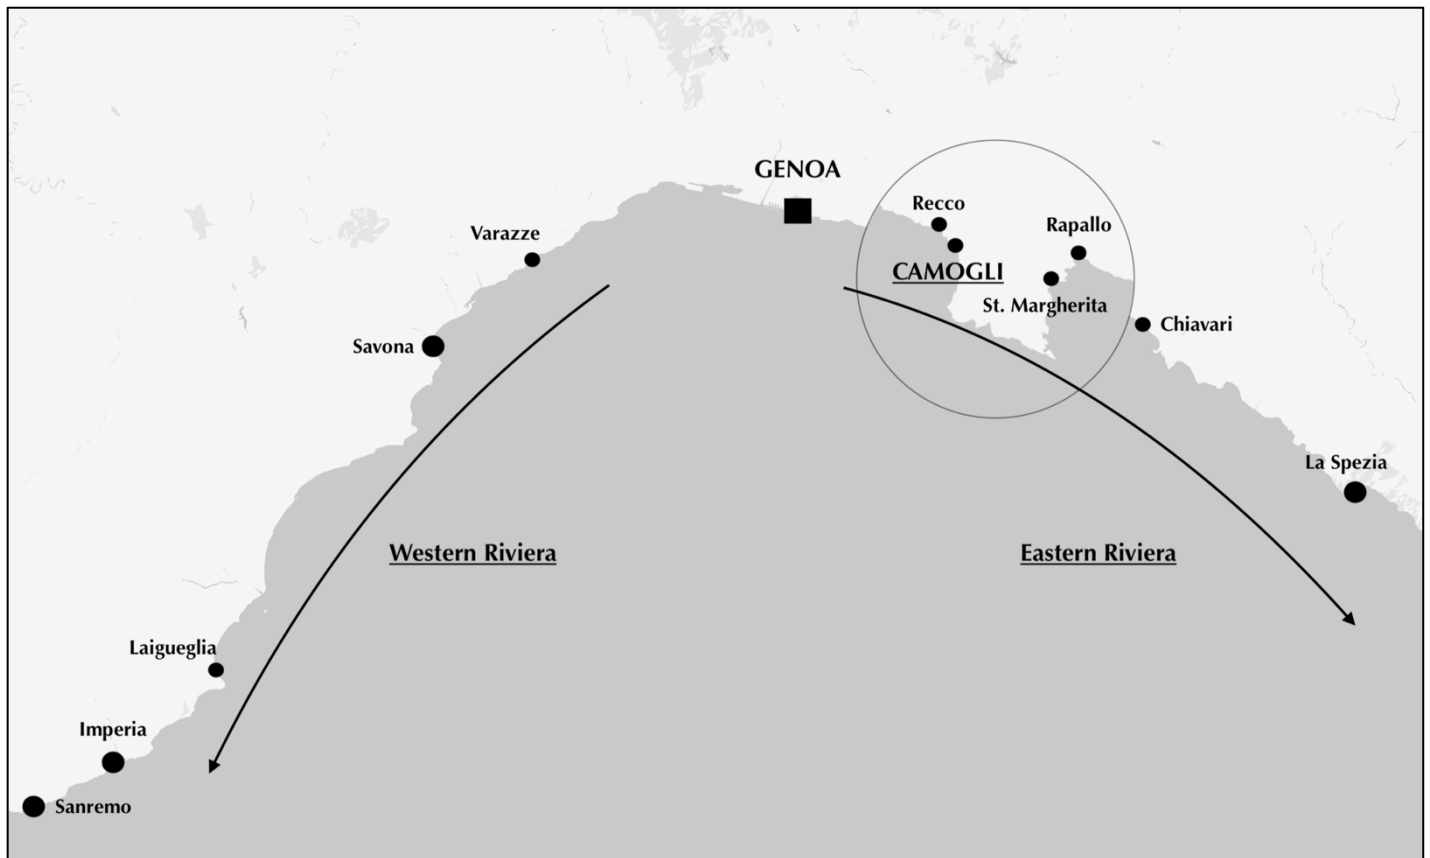 GENOA
Recco
Rapallo
Varazze
CAMOGLI
St. Margherita
Chiavari
Savona
La Spezia
Western Riviera
Eastern Riviera
Laigueglia
Imperia
Sanremo